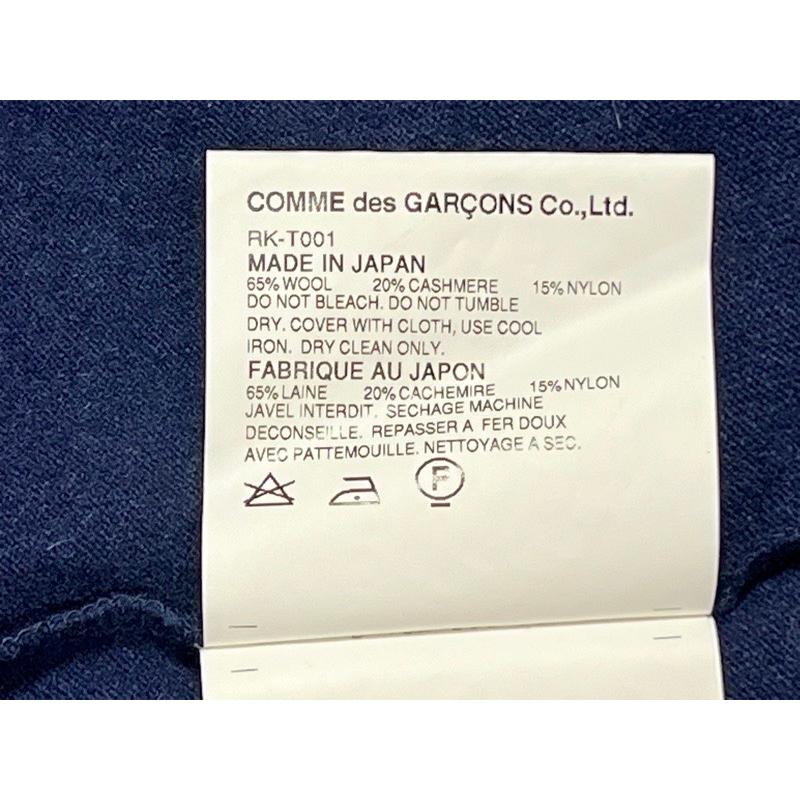 COMME des GARÇONS Co.,Ltd.
RK-T001
MADE IN JAPAN
65% WOOL 20% CASHMERE 15% NYLON
DO NOT BLEACH. DO NOT TUMBLE
DRY. COVER WITH CLOTH, USE COOL
IRON. DRY CLEAN ONLY.
FABRIQUE AU JAPON
65% LAINE 20% CACHEMIRE 15% NYLON
JAVEL INTERDIT. SECHAGE MACHINE
DECONSEILLE. REPASSER A FER DOUX
AVEC PATTEMOUILLE. NETTOYAGE A SEC.
F